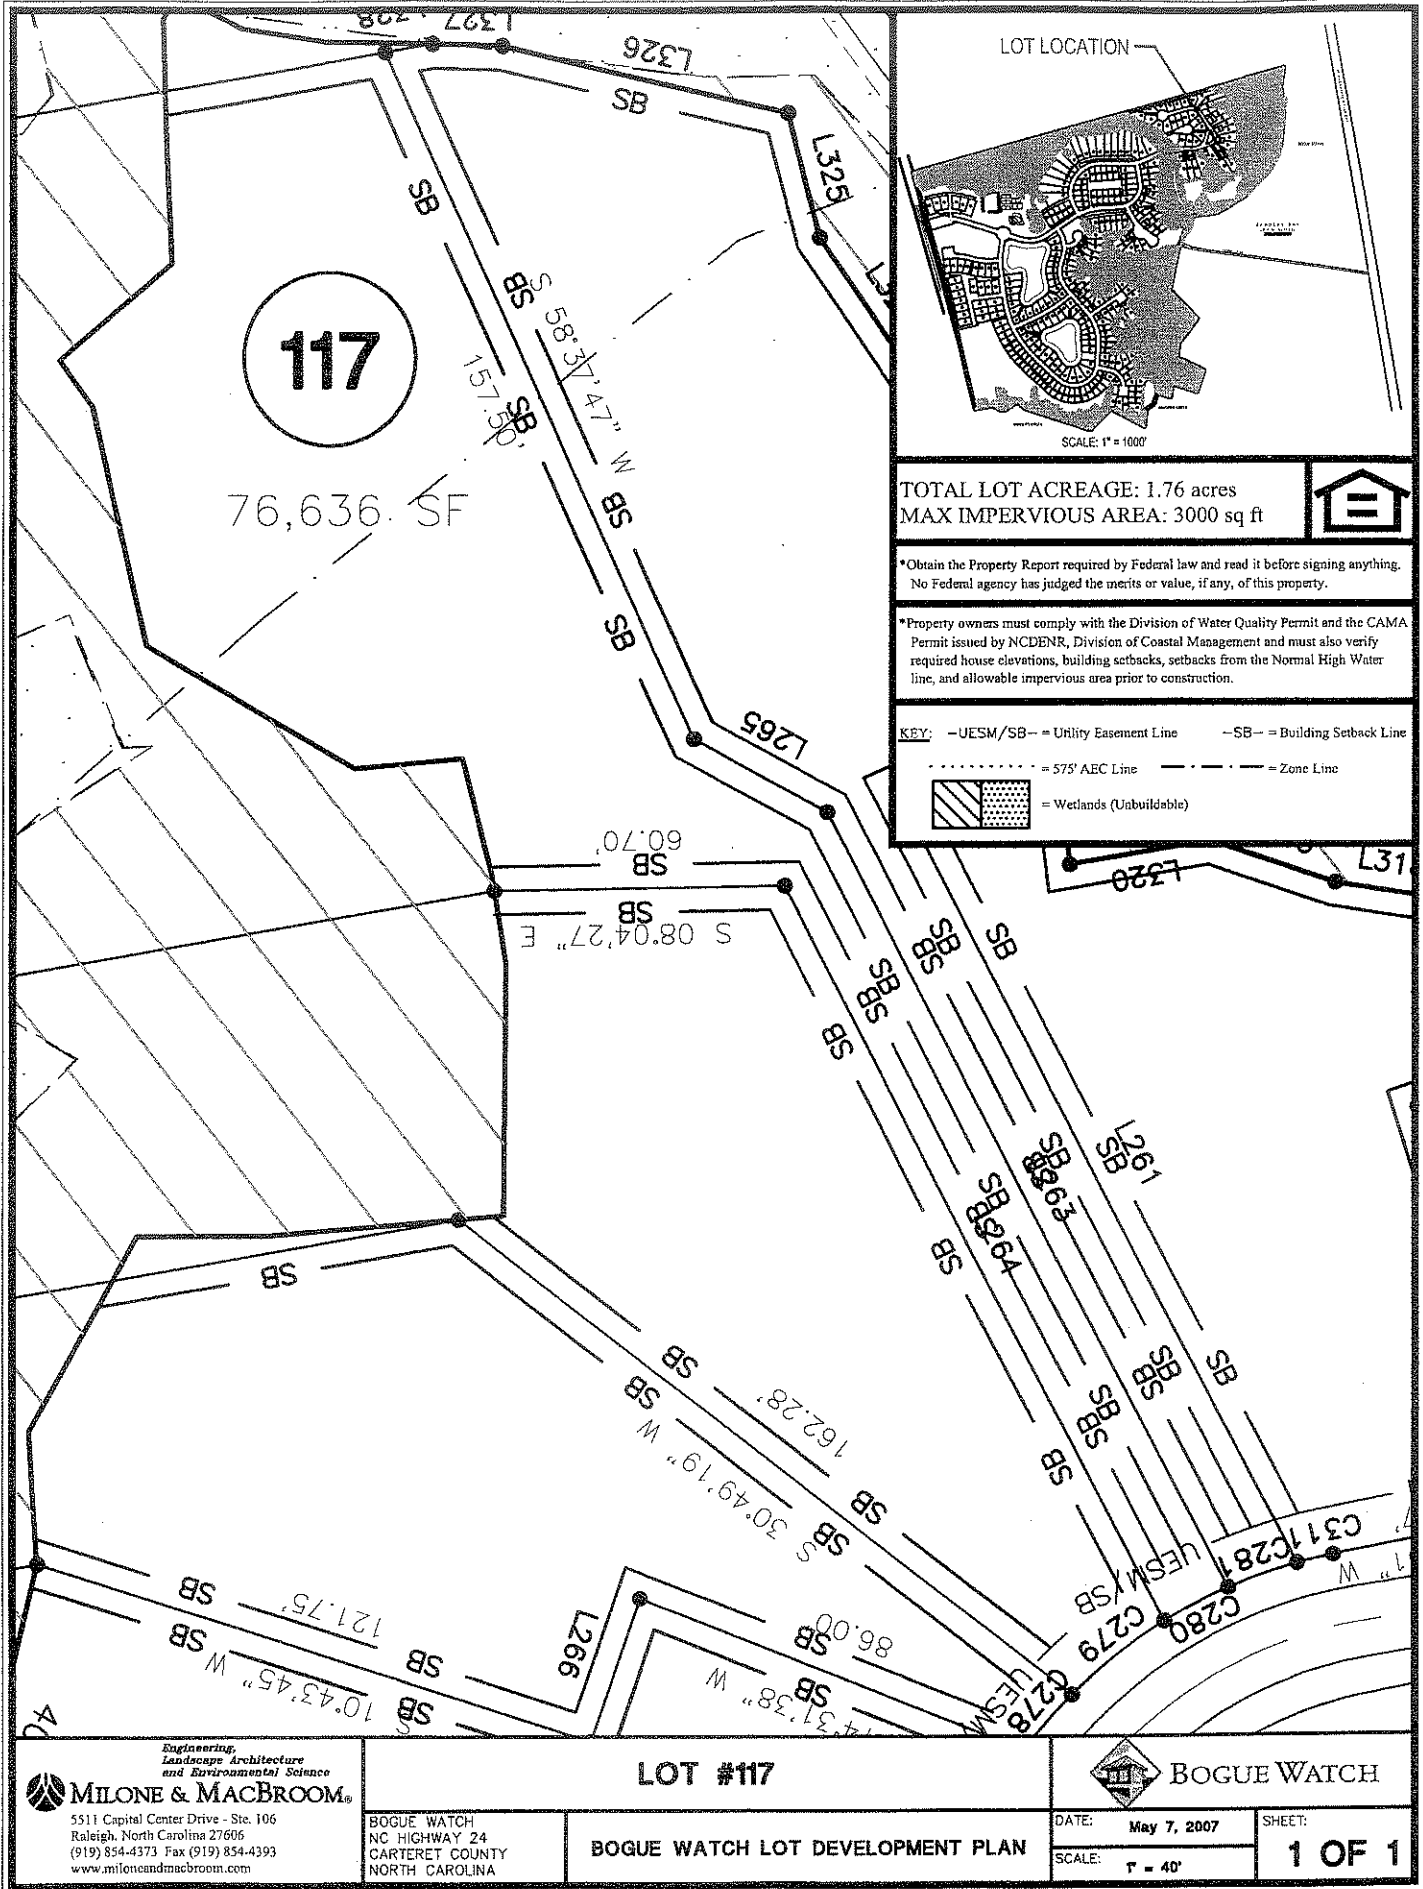 L328
L327
L326
SB
L325
SB
SB
S 58°37'47" W
157.50'
SB
117
76,636 SF
SB
SB
L265
60.70'
SB
SB
S 08°04'27" E
SB
SB
SB
SB
SB
SB
SB
L320
L31
L261
SB
SB
L263
SB
L264
SB
SB
SB
SB
162.28'
S 30°49'19" W
SB
SB
SB
SB
SB
SB
SB
SB
SB
UESM/SB
UESM
C311
C281
C280
C279
C278
UESM/
W
SB
121.75'
SB
SB
S 10°43'45" W
SB
L266
86.00
SB
SB
4°31'38" W
40
LOT LOCATION
SCALE: 1" = 1000'
TOTAL LOT ACREAGE: 1.76 acres
MAX IMPERVIOUS AREA: 3000 sq ft
*Obtain the Property Report required by Federal law and read it before signing anything.
No Federal agency has judged the merits or value, if any, of this property.
*Property owners must comply with the Division of Water Quality Permit and the CAMA
Permit issued by NCDENR, Division of Coastal Management and must also verify
required house elevations, building setbacks, setbacks from the Normal High Water
line, and allowable impervious area prior to construction.
KEY: -UESM/SB- = Utility Easement Line -SB- = Building Setback Line
= 575' AEC Line = Zone Line
= Wetlands (Unbuildable)
Engineering,
Landscape Architecture
and Environmental Science
MILONE & MACBROOM®
5511 Capital Center Drive - Ste. 106
Raleigh, North Carolina 27606
(919) 854-4373 Fax (919) 854-4393
www.miloneandmacbroom.com
LOT #117
BOGUE WATCH
NC HIGHWAY 24
CARTERET COUNTY
NORTH CAROLINA
BOGUE WATCH LOT DEVELOPMENT PLAN
BOGUE WATCH
DATE: May 7, 2007
SCALE: 1" = 40'
SHEET:
1 OF 1